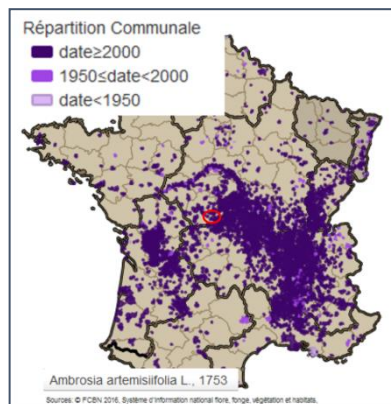 Répartition Communale
date≥2000
1950≤date<2000
date<1950
Ambrosia artemisiifolia L., 1753
Sources: © FCBN 2016, Système d'information national flore, fonge, végétation et habitats,